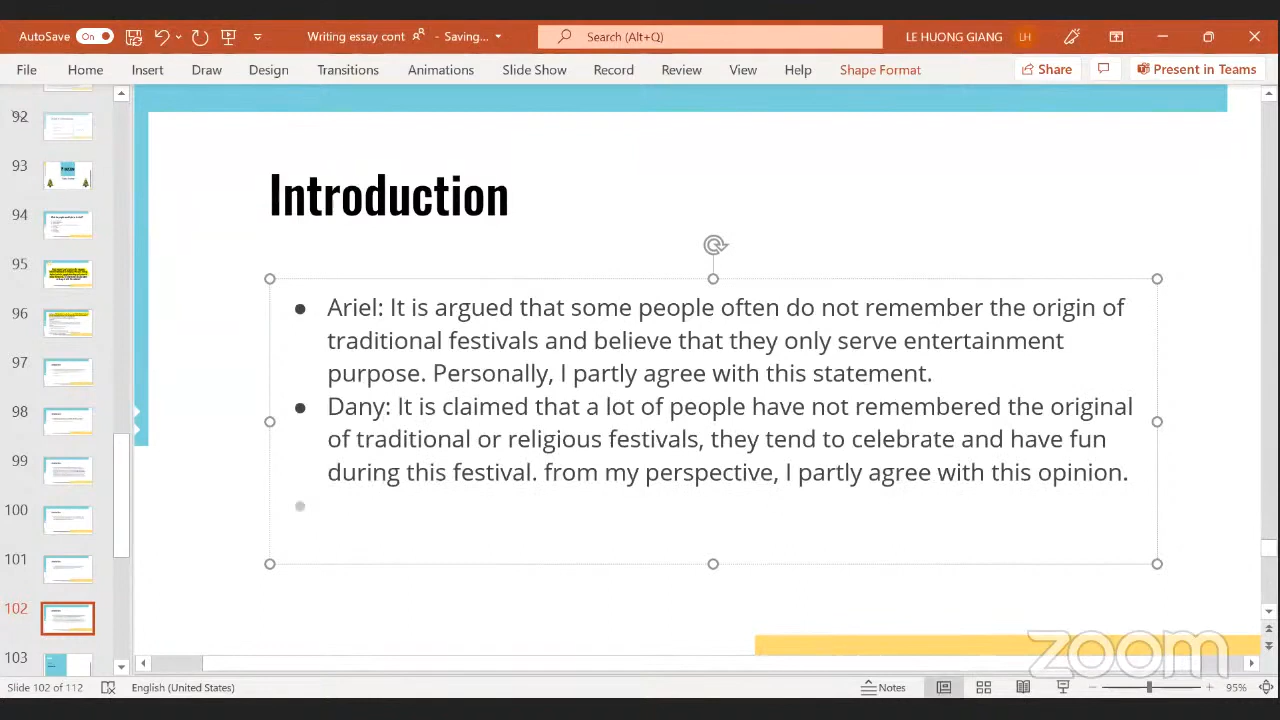 AutoSave On Writing essay cont - Saving... Search (Alt+Q) LE HUONG GIANG LH
File Home Insert Draw Design Transitions Animations Slide Show Record Review View Help Shape Format Share Present in Teams
92
93
94
95
96
97
98
99
100
101
102
103
Introduction
● Ariel: It is argued that some people often do not remember the origin of
traditional festivals and believe that they only serve entertainment
purpose. Personally, I partly agree with this statement.
● Dany: It is claimed that a lot of people have not remembered the original
of traditional or religious festivals, they tend to celebrate and have fun
during this festival. from my perspective, I partly agree with this opinion.
●
zoom
Slide 102 of 112 English (United States) Notes 95%